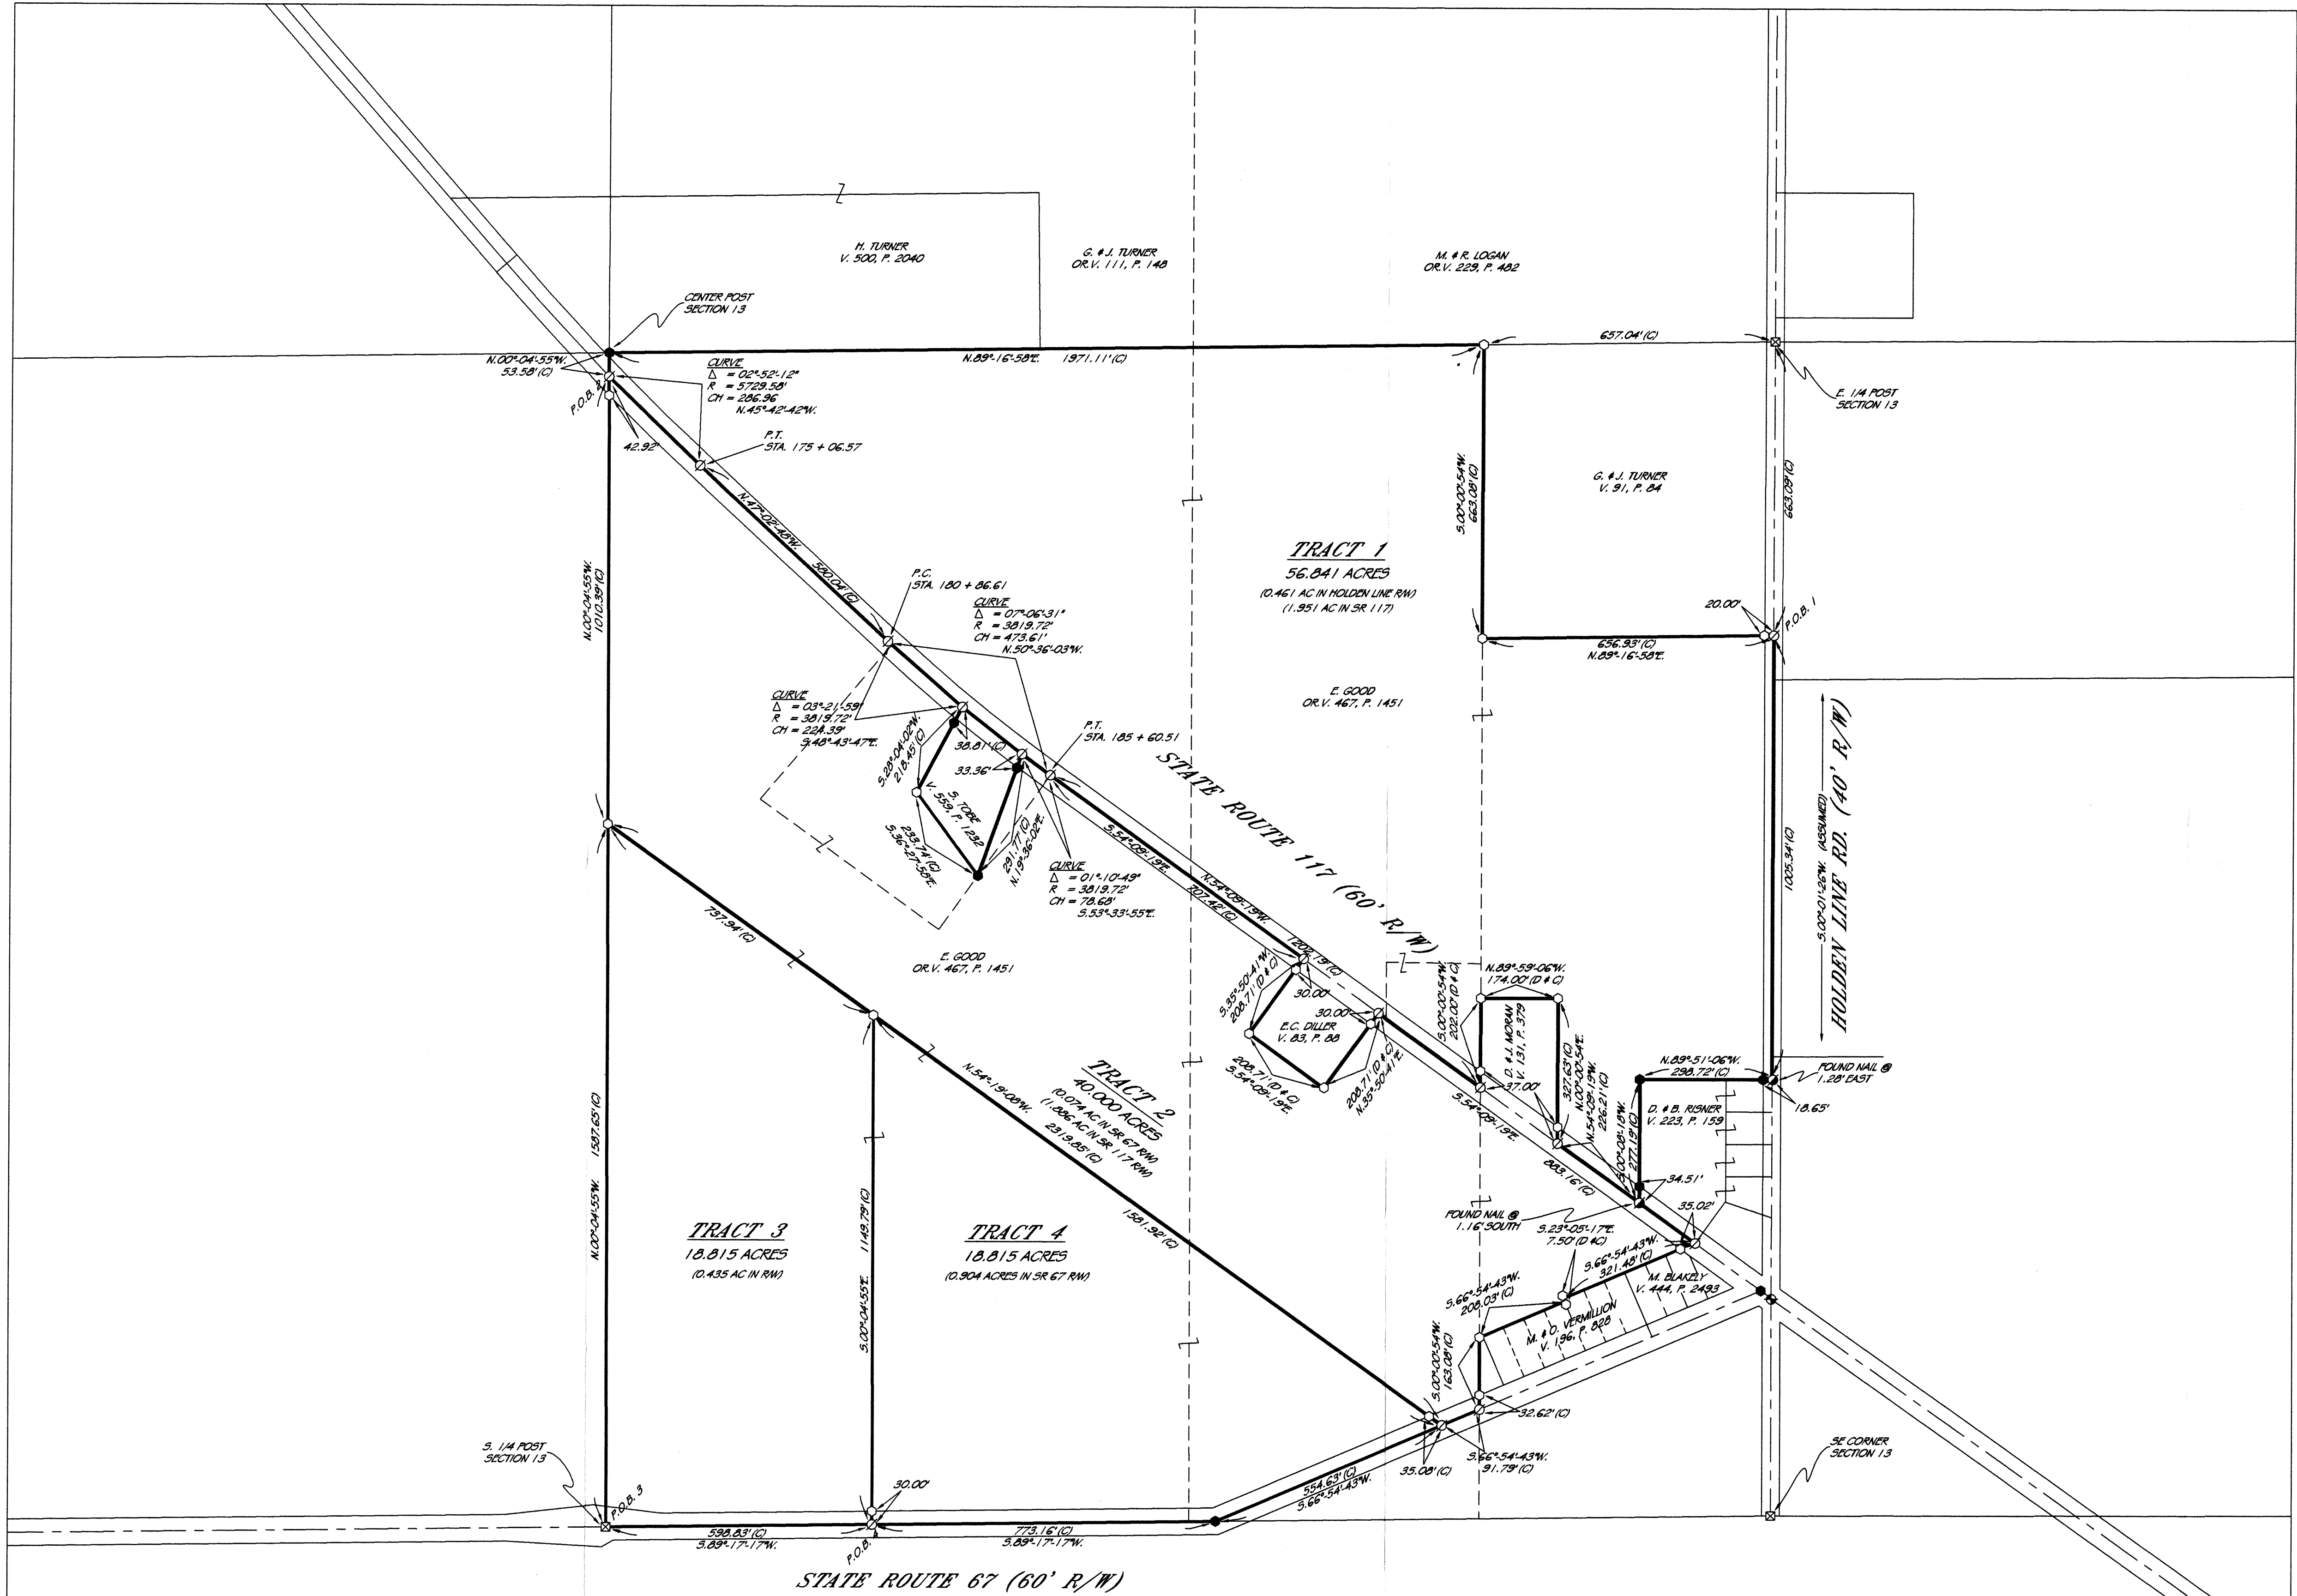 H. TURNER
V. 500, P. 2040
G. & J. TURNER
OR.V. 111, P. 148
M. & R. LOGAN
OR.V. 229, P. 482
CENTER POST
SECTION 13
N.00°-04'-55"W.
53.58' (C)
N.89°-16'-58"E. 1971.11' (C)
657.04' (C)
CURVE
Δ = 02°-52'-12"
R = 5729.58'
CH = 286.96
N.45°-42'-42"W.
P.O.B. 2
42.92'
P.T.
STA. 175 + 06.57
E. 1/4 POST
SECTION 13
N.47°-02'-48"W.
580.04' (C)
S.00°-00'-54"W.
663.08' (C)
G. & J. TURNER
V. 91, P. 84
663.09' (C)
TRACT 1
56.841 ACRES
(0.461 AC IN HOLDEN LINE R/W)
(1.951 AC IN SR 117)
P.C.
STA. 180 + 86.61
CURVE
Δ = 07°-06'-31"
R = 3819.72'
CH = 473.61'
N.50°-36'-03"W.
N.00°-04'-55"W.
1010.39' (C)
20.00'
P.O.B. 1
656.93' (C)
N.89°-16'-58"E.
E. GOOD
OR.V. 467, P. 1451
CURVE
Δ = 03°-21'-59"
R = 3819.72'
CH = 224.39'
S.48°-43'-47"E.
S.28°-04'-02"W.
218.45' (C)
38.81' (C)
33.36'
P.T.
STA. 185 + 60.51
S. TOBE
V. 559, P. 1232
233.74' (C)
S.36°-27'-58"E.
291.77' (C)
N.19°-36'-02"E.
CURVE
Δ = 01°-10'-49"
R = 3819.72'
CH = 78.68'
S.53°-33'-55"E.
STATE ROUTE 117 (60' R/W)
S.54°-09'-19"E.
707.42' (C)
N.54°-09'-19"W.
1202.19' (C)
S.00°-01'-26"W. (ASSUMED)
HOLDEN LINE RD. (40' R/W)
1005.34' (C)
737.94' (C)
E. GOOD
OR.V. 467, P. 1451
S.35°-50'-41"W.
208.71' (D & C)
30.00'
30.00'
E.C. DILLER
V. 83, P. 88
208.71' (D & C)
S.54°-09'-19"E.
208.71' (D & C)
N.35°-50'-41"E.
S.00°-00'-54"W.
202.00' (D & C)
N.89°-59'-06"W.
174.00' (D & C)
D. & J. MORAN
V. 131, P. 379
37.00'
327.63' (C)
N.00°-00'-54"E.
N.54°-09'-19"W.
226.21' (C)
S.00°-08'-18"W.
277.19' (C)
N.89°-51'-06"W.
298.72' (C)
FOUND NAIL @
1.28' EAST
18.65'
D. & B. RISNER
V. 223, P. 159
S.54°-09'-19"E.
883.16' (C)
34.51'
35.02'
TRACT 2
40.000 ACRES
(0.074 AC IN SR 67 R/W)
(1.886 AC IN SR 117 R/W)
2319.85' (C)
N.54°-19'-08"W.
1581.92' (C)
N.00°-04'-55"W. 1587.65' (C)
S.00°-04'-55"E. 1149.79' (C)
TRACT 3
18.815 ACRES
(0.435 AC IN R/W)
TRACT 4
18.815 ACRES
(0.904 ACRES IN SR 67 R/W)
FOUND NAIL @
1.16' SOUTH
S.23°-05'-17"E.
7.50' (D & C)
S.66°-54'-43"W.
321.48' (C)
M. BLAKELY
V. 444, P. 2493
S.66°-54'-43"W.
208.03' (C)
M. & O. VERMILLION
V. 196, P. 828
S.00°-00'-54"W.
163.08' (C)
32.62' (C)
S.66°-54'-43"W.
91.79' (C)
35.08' (C)
554.63' (C)
S.66°-54'-43"W.
S. 1/4 POST
SECTION 13
SE CORNER
SECTION 13
P.O.B. 3
30.00'
598.83' (C)
S.89°-17'-17"W.
P.O.B.
773.16' (C)
S.89°-17'-17"W.
STATE ROUTE 67 (60' R/W)